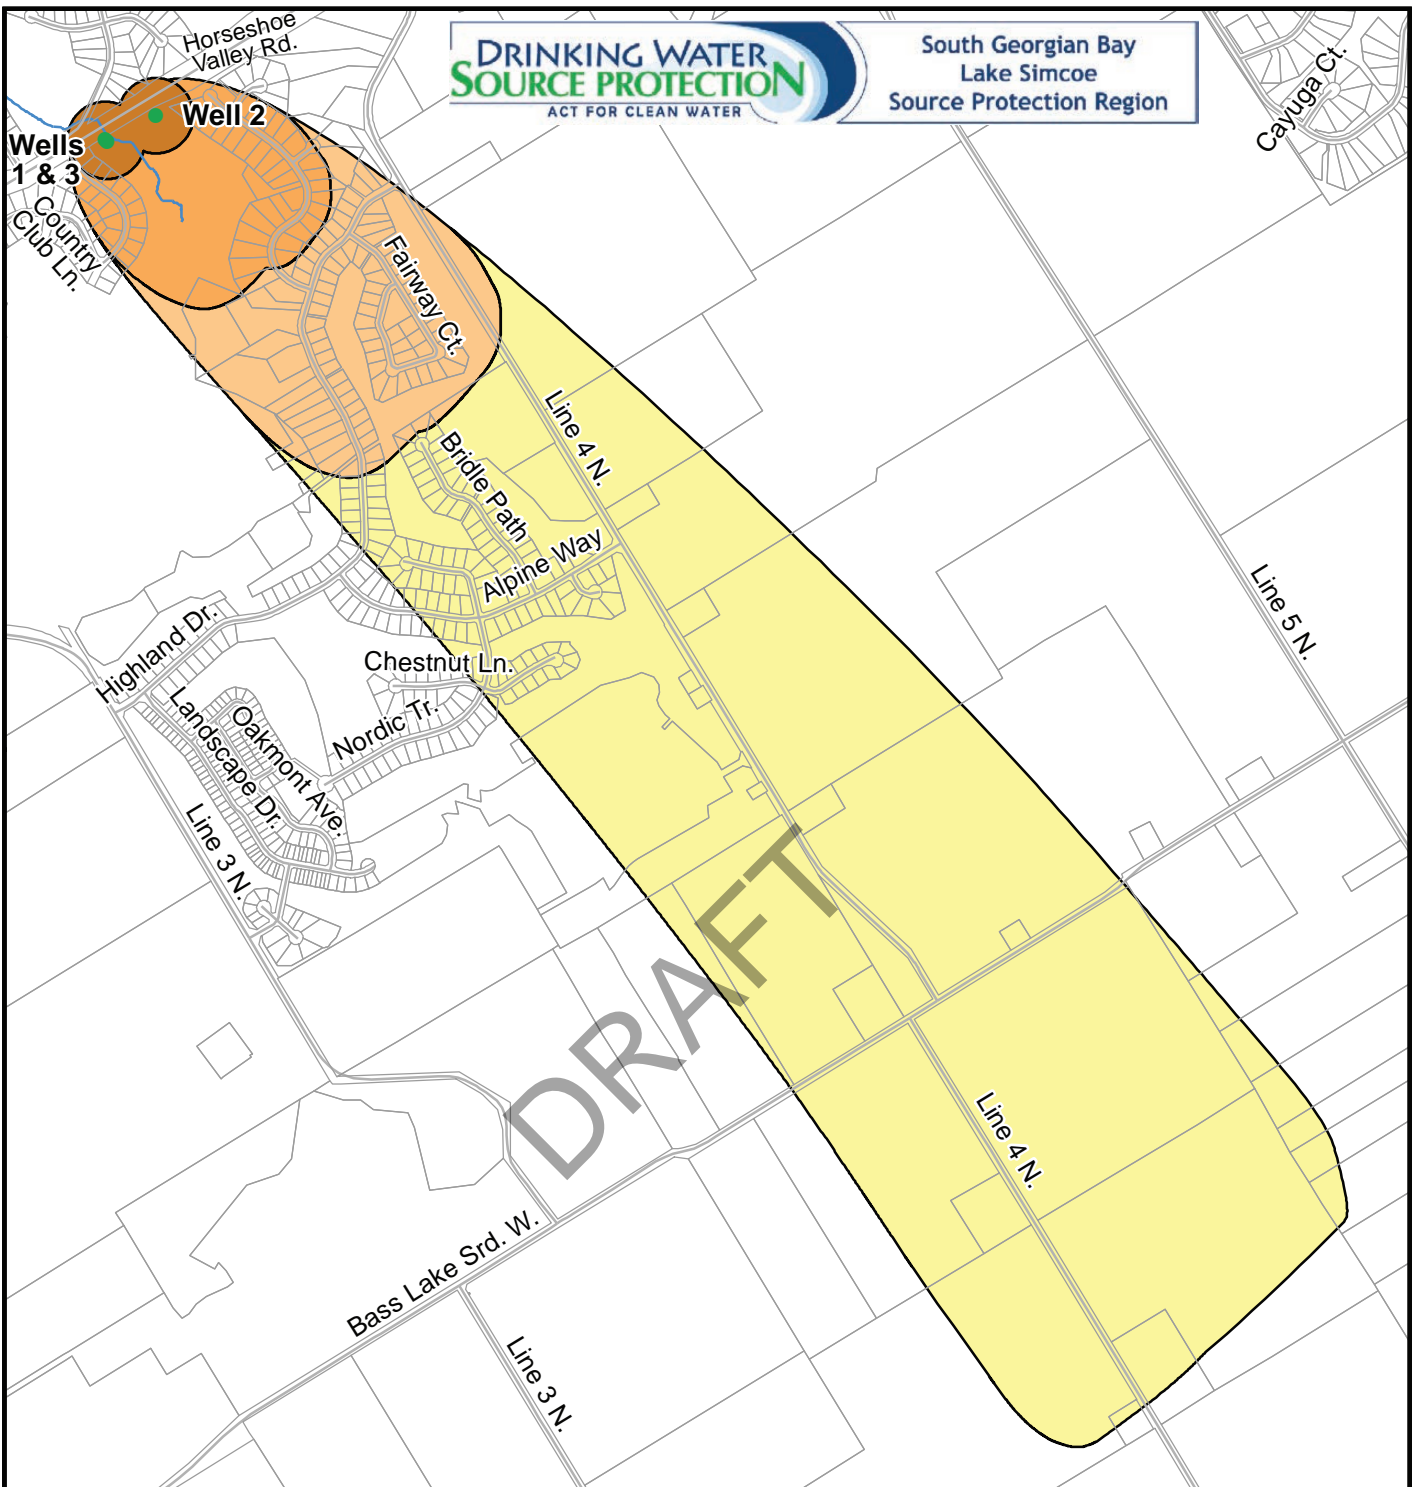 Horseshoe
Valley Rd.
DRINKING WATER
SOURCE PROTECTION
ACT FOR CLEAN WATER
South Georgian Bay
Lake Simcoe
Source Protection Region
Cayuga Ct.
Well 2
Wells
1 & 3
Country
Club Ln.
Fairway Ct.
Line 4 N.
Bridle Path
Alpine Way
Line 5 N.
Highland Dr.
Chestnut Ln.
Landscape Dr.
Oakmont Ave.
Nordic Tr.
Line 3 N.
DRAFT
Line 4 N.
Bass Lake Srd. W.
Line 3 N.